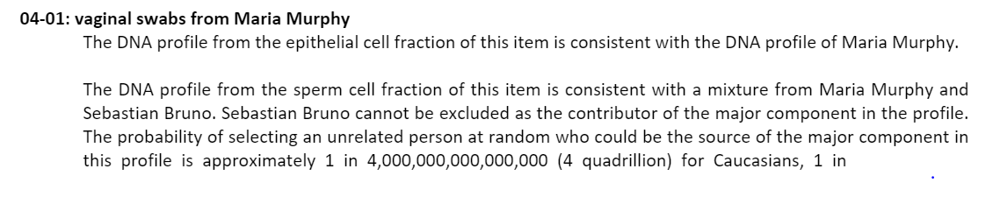 04-01: vaginal swabs from Maria Murphy
The DNA profile from the epithelial cell fraction of this item is consistent with the DNA profile of Maria Murphy.
The DNA profile from the sperm cell fraction of this item is consistent with a mixture from Maria Murphy and
Sebastian Bruno. Sebastian Bruno cannot be excluded as the contributor of the major component in the profile.
The probability of selecting an unrelated person at random who could be the source of the major component in
this profile is approximately 1 in 4,000,000,000,000,000 (4 quadrillion) for Caucasians, 1 in